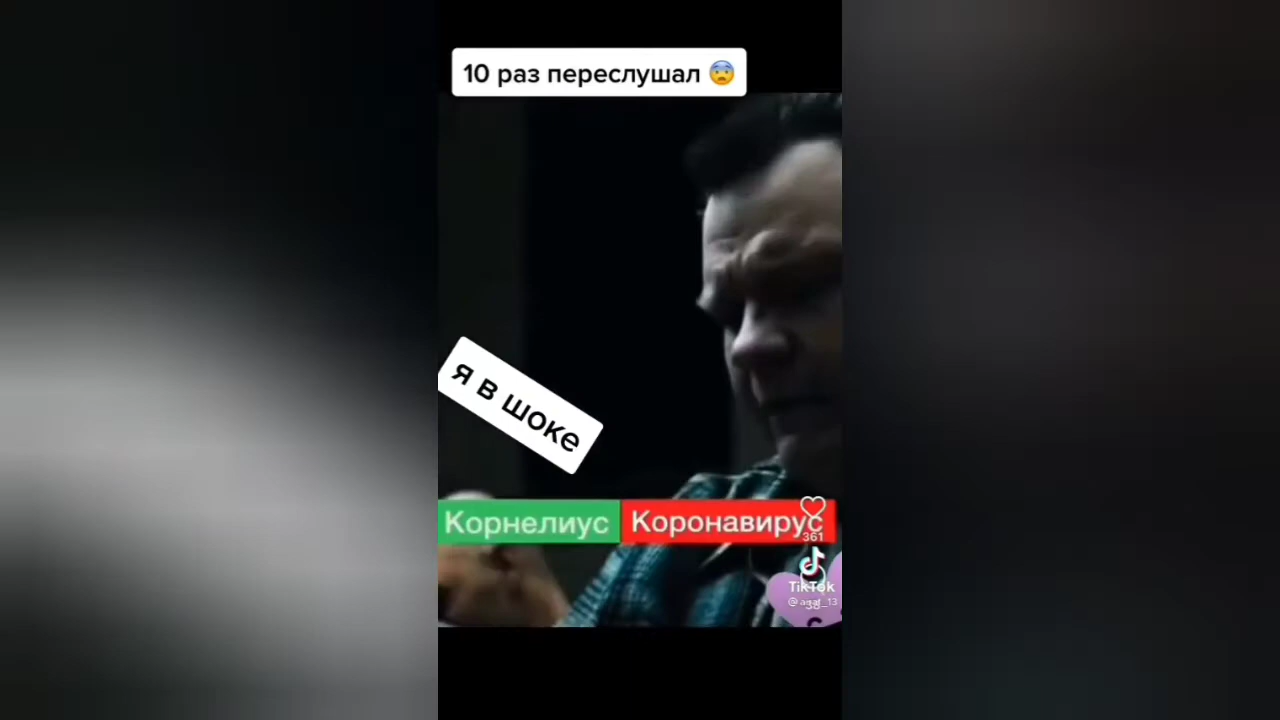 10 раз переслушал 😨
я в шоке
Корнелиус
Коронавирус
361
TikTok